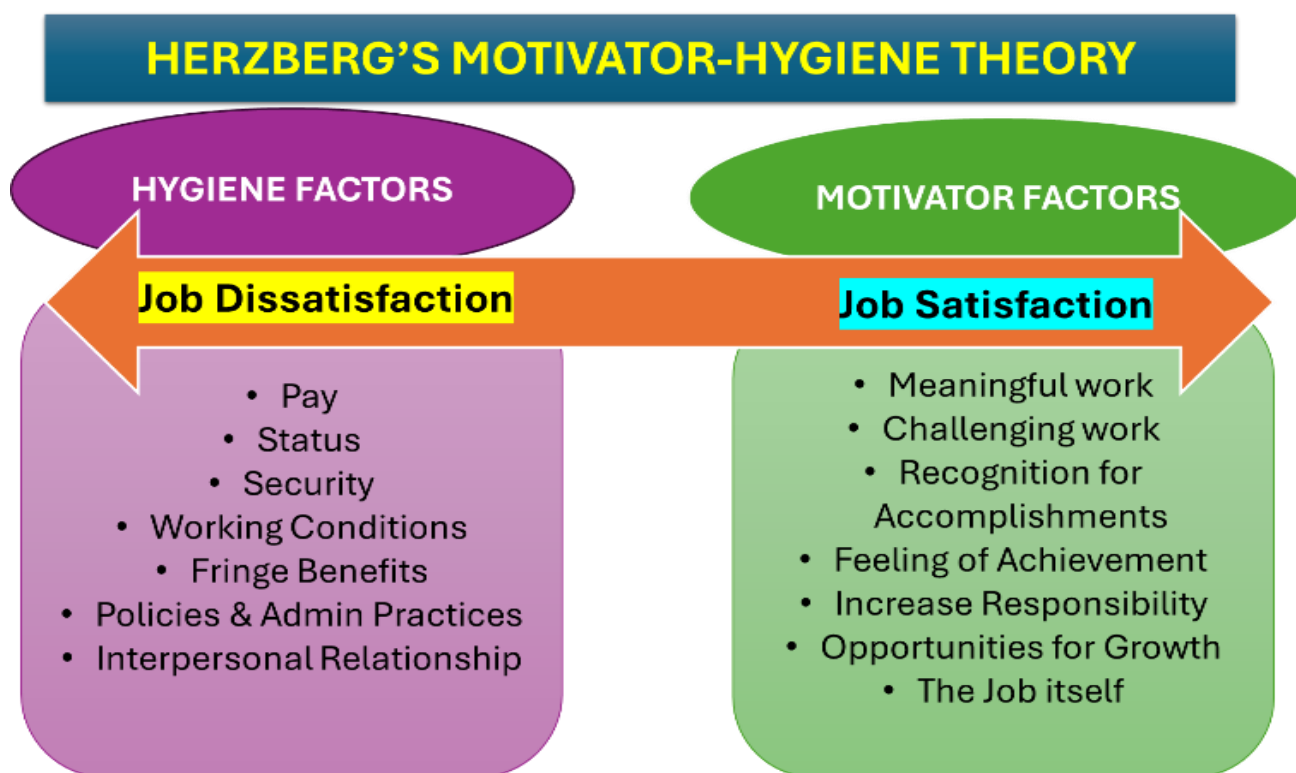 HERZBERG’S MOTIVATOR-HYGIENE THEORY
HYGIENE FACTORS
Job Dissatisfaction
• Pay
• Status
• Security
• Working Conditions
• Fringe Benefits
• Policies & Admin Practices
• Interpersonal Relationship
MOTIVATOR FACTORS
Job Satisfaction
• Meaningful work
• Challenging work
• Recognition for
Accomplishments
• Feeling of Achievement
• Increase Responsibility
• Opportunities for Growth
• The Job itself